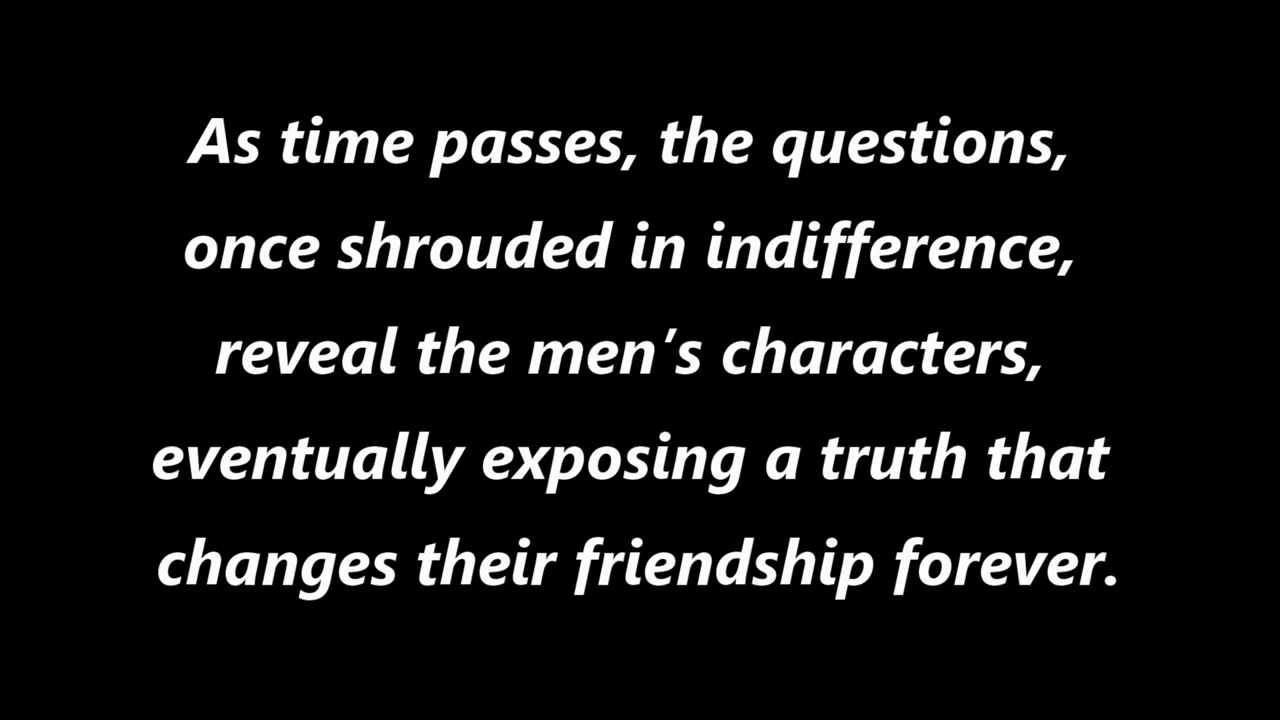 As time passes, the questions,
once shrouded in indifference,
reveal the men’s characters,
eventually exposing a truth that
changes their friendship forever.